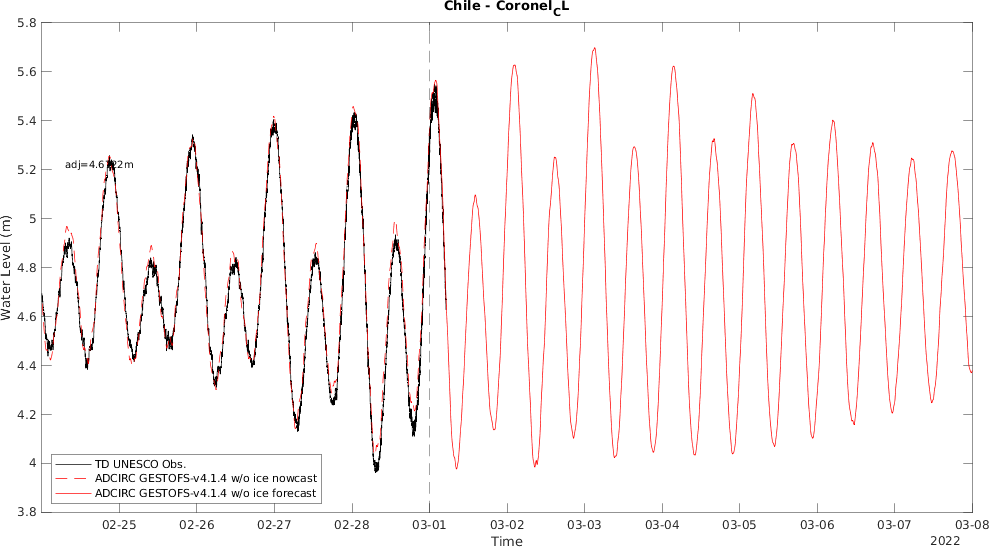 Chile - Coronel_CL
5.8
5.6
5.4
5.2
5
4.8
4.6
4.4
4.2
4
3.8
Water Level (m)
TD UNESCO Obs.
ADCIRC GESTOFS-v4.1.4 w/o ice nowcast
ADCIRC GESTOFS-v4.1.4 w/o ice forecast
02-25 02-26 02-27 02-28 03-01 03-02 03-03 03-04 03-05 03-06 03-07 03-08
Time
2022